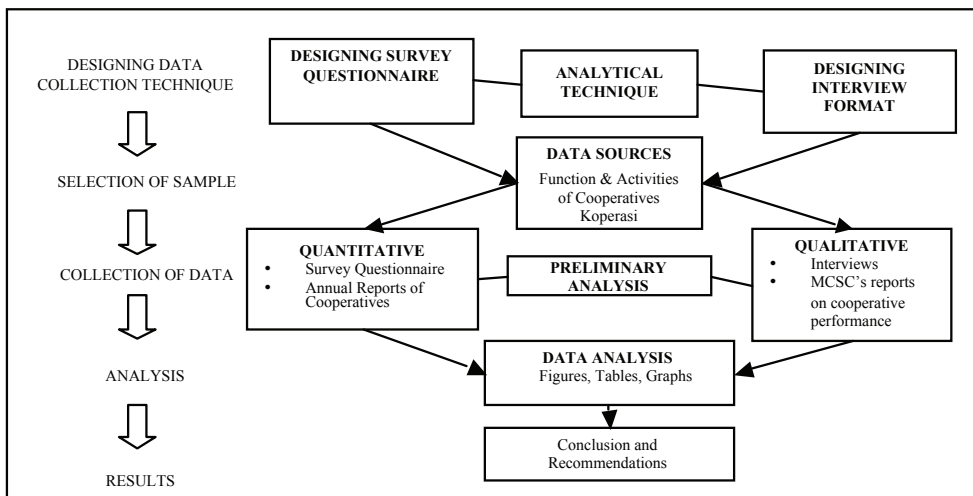 DESIGNING DATA
COLLECTION TECHNIQUE
SELECTION OF SAMPLE
COLLECTION OF DATA
ANALYSIS
RESULTS
DESIGNING SURVEY
QUESTIONNAIRE
ANALYTICAL
TECHNIQUE
DESIGNING
INTERVIEW
FORMAT
DATA SOURCES
Function & Activities
of Cooperatives
Koperasi
QUANTITATIVE
• Survey Questionnaire
• Annual Reports of
Cooperatives
PRELIMINARY
ANALYSIS
QUALITATIVE
• Interviews
• MCSC’s reports
on cooperative
performance
DATA ANALYSIS
Figures, Tables, Graphs
Conclusion and
Recommendations